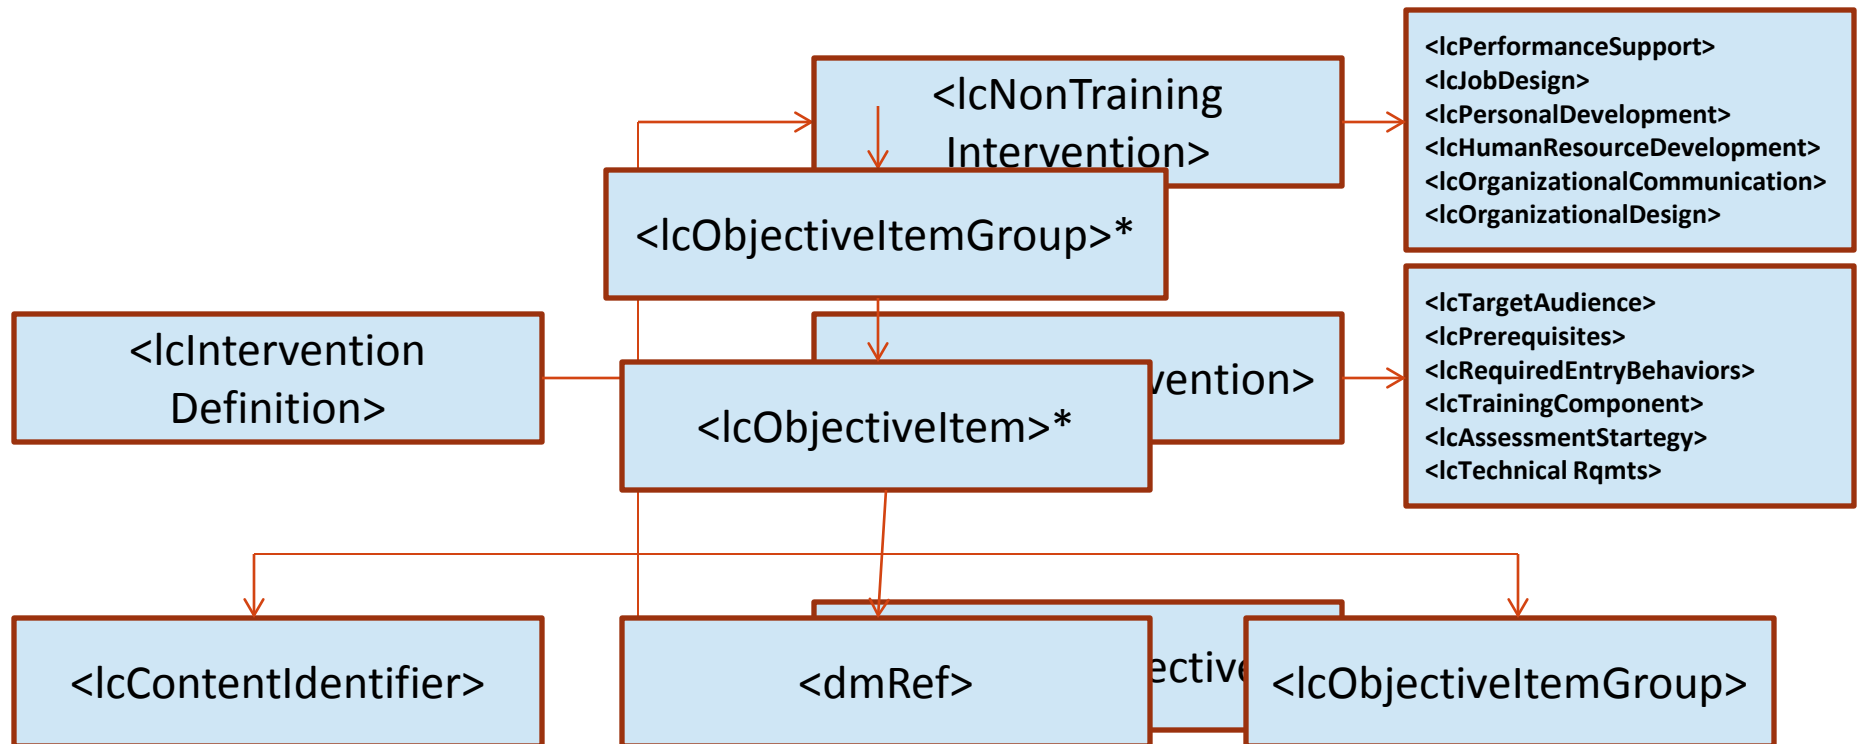 <lcNonTraining
Intervention>
<lcPerformanceSupport>
<lcJobDesign>
<lcPersonalDevelopment>
<lcHumanResourceDevelopment>
<lcOrganizationalCommunication>
<lcOrganizationalDesign>
<lcObjectiveItemGroup>*
<lcIntervention
Definition>
vention>
<lcObjectiveItem>*
<lcTargetAudience>
<lcPrerequisites>
<lcRequiredEntryBehaviors>
<lcTrainingComponent>
<lcAssessmentStartegy>
<lcTechnical Rqmts>
<lcContentIdentifier>
<dmRef>
ective
<lcObjectiveItemGroup>